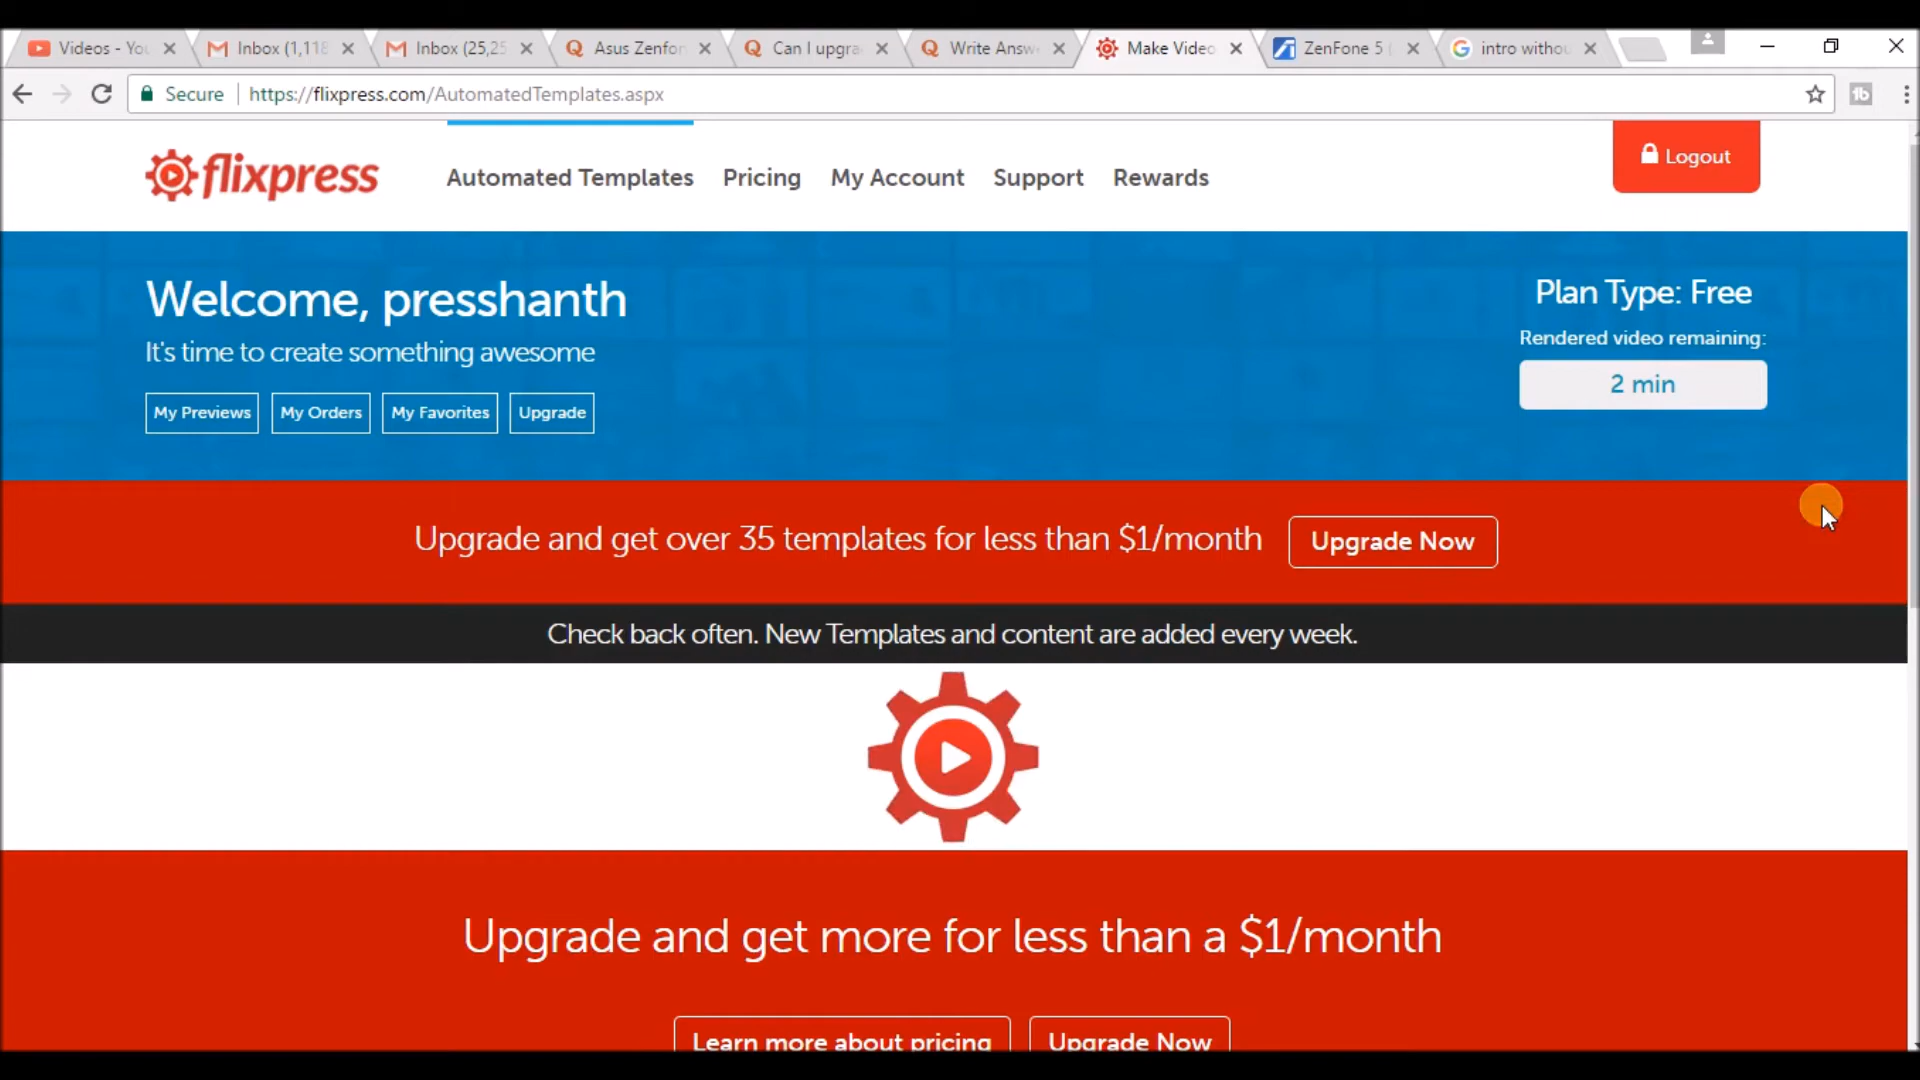 Videos - You
Inbox (1,118
Inbox (25,25
Asus Zenfon
Can I upgra
Write Answe
Make Video
ZenFone 5 (
intro withou
Secure
https://flixpress.com/AutomatedTemplates.aspx
flixpress
Automated Templates
Pricing
My Account
Support
Rewards
Logout
Welcome, presshanth
It's time to create something awesome
My Previews
My Orders
My Favorites
Upgrade
Plan Type: Free
Rendered video remaining:
2 min
Upgrade and get over 35 templates for less than $1/month
Upgrade Now
Check back often. New Templates and content are added every week.
Upgrade and get more for less than a $1/month
Learn more about pricing
Upgrade Now